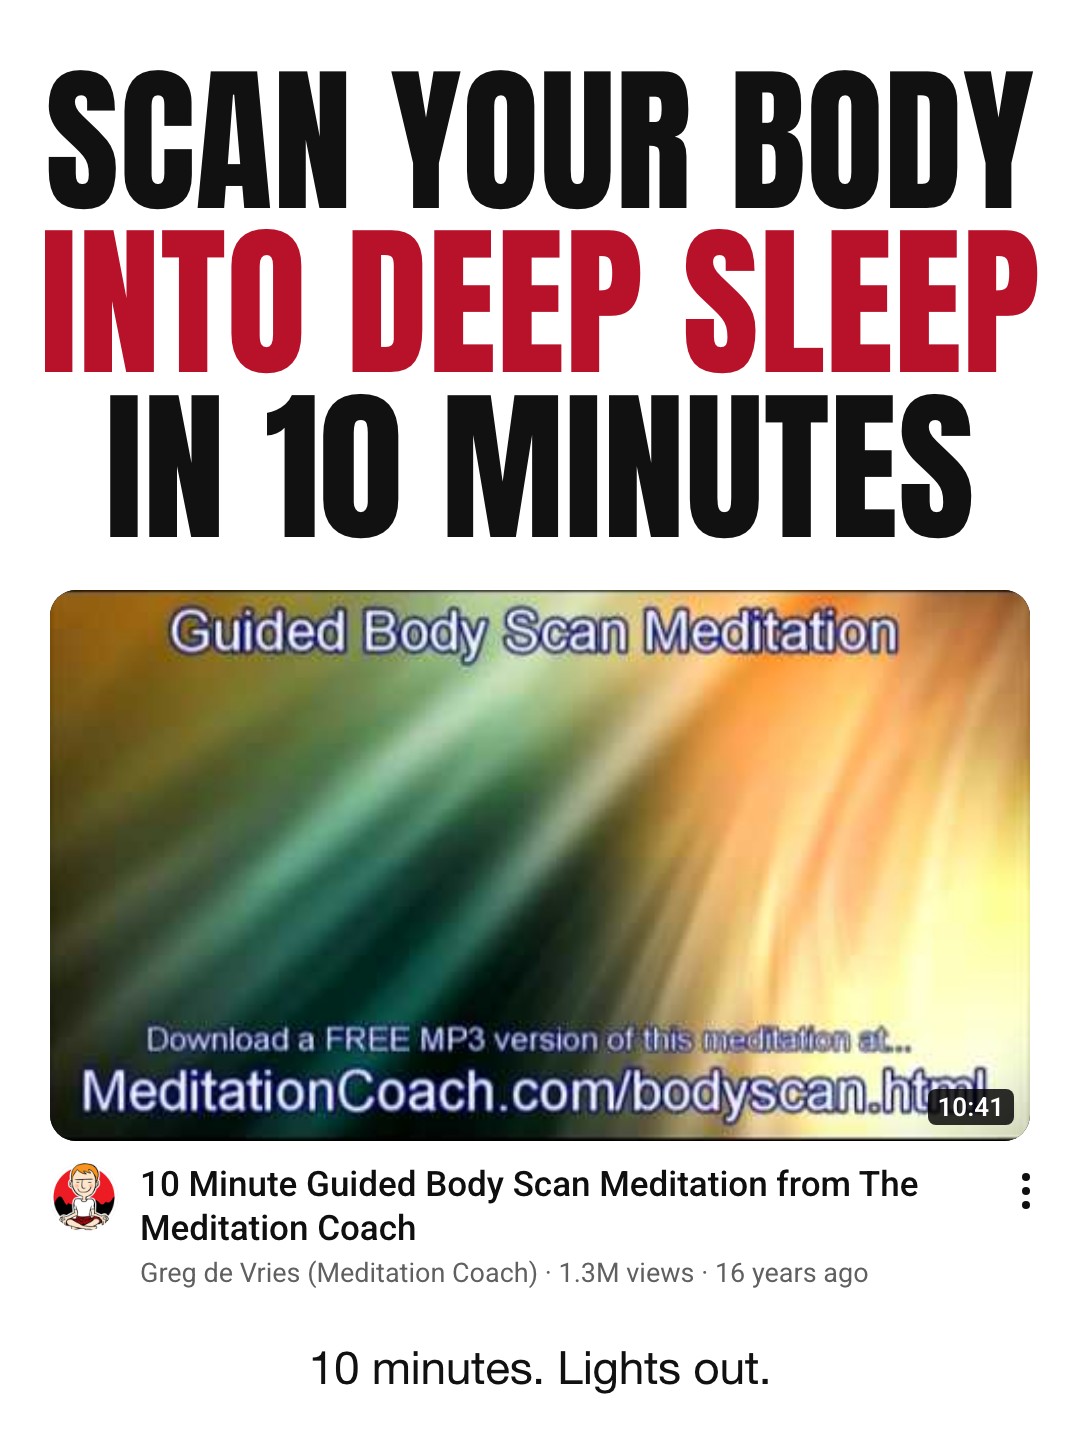 SCAN YOUR BODY
INTO DEEP SLEEP
IN 10 MINUTES
Guided Body Scan Meditation
Download a FREE MP3 version of this meditation at...
MeditationCoach.com/bodyscan.html
10:41
10 Minute Guided Body Scan Meditation from The
Meditation Coach
Greg de Vries (Meditation Coach) · 1.3M views · 16 years ago
10 minutes. Lights out.